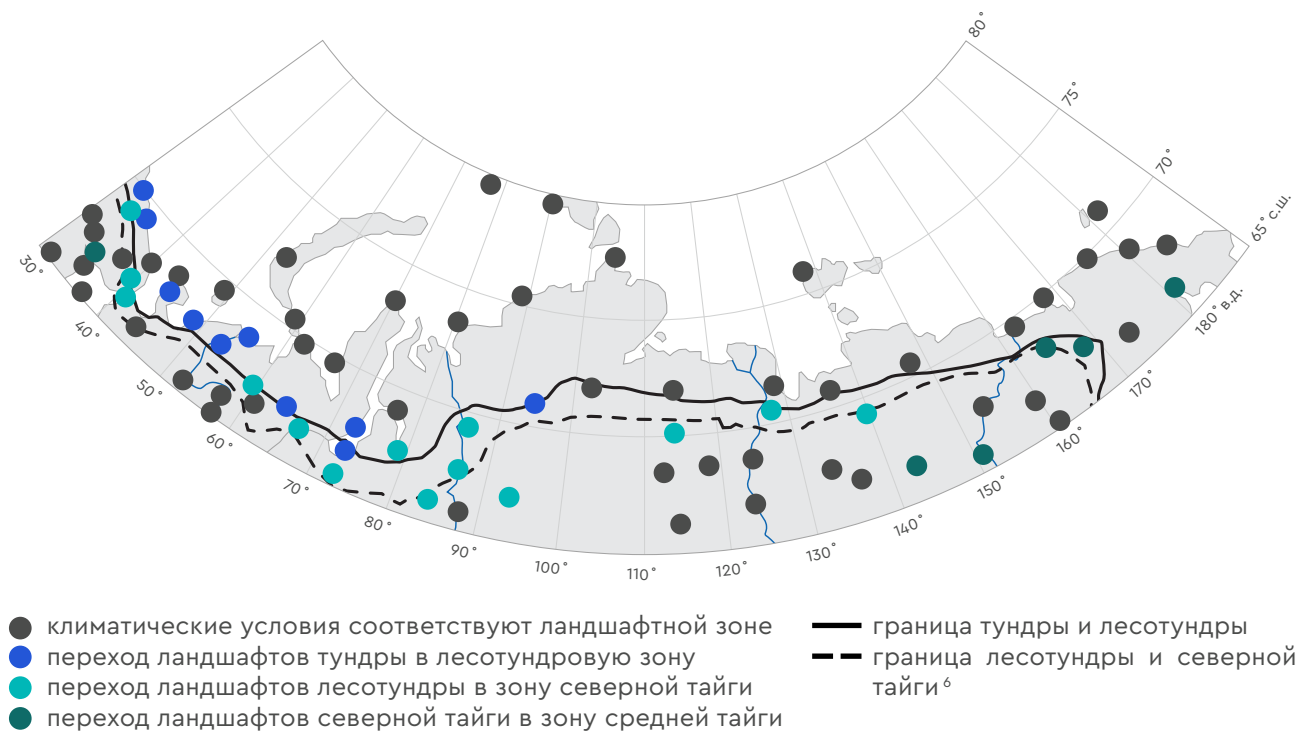 80°
75°
70°
65° с.ш.
30°
40°
50°
60°
70°
80°
90°
100°
110°
120°
130°
140°
150°
160°
170°
180° в.д.
климатические условия соответствуют ландшафтной зоне
переход ландшафтов тундры в лесотундровую зону
переход ландшафтов лесотундры в зону северной тайги
переход ландшафтов северной тайги в зону средней тайги
граница тундры и лесотундры
граница лесотундры и северной
тайги⁶